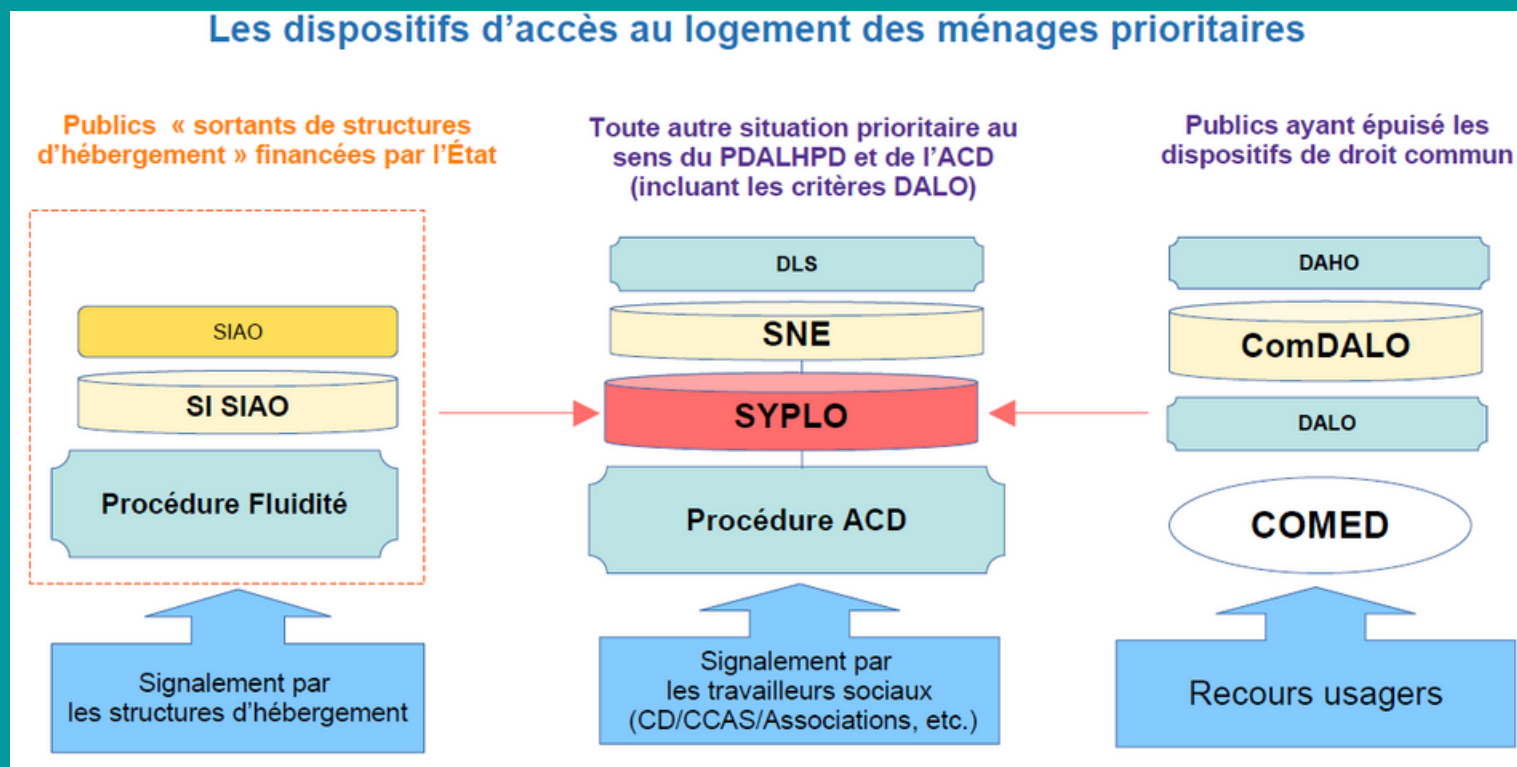 Les dispositifs d’accès au logement des ménages prioritaires
Publics « sortants de structures
d’hébergement » financées par l’État
SIAO
SI SIAO
Procédure Fluidité
Signalement par
les structures d’hébergement
Toute autre situation prioritaire au
sens du PDALHPD et de l’ACD
(incluant les critères DALO)
DLS
SNE
SYPLO
Procédure ACD
Signalement par
les travailleurs sociaux
(CD/CCAS/Associations, etc.)
Publics ayant épuisé les
dispositifs de droit commun
DAHO
ComDALO
DALO
COMED
Recours usagers